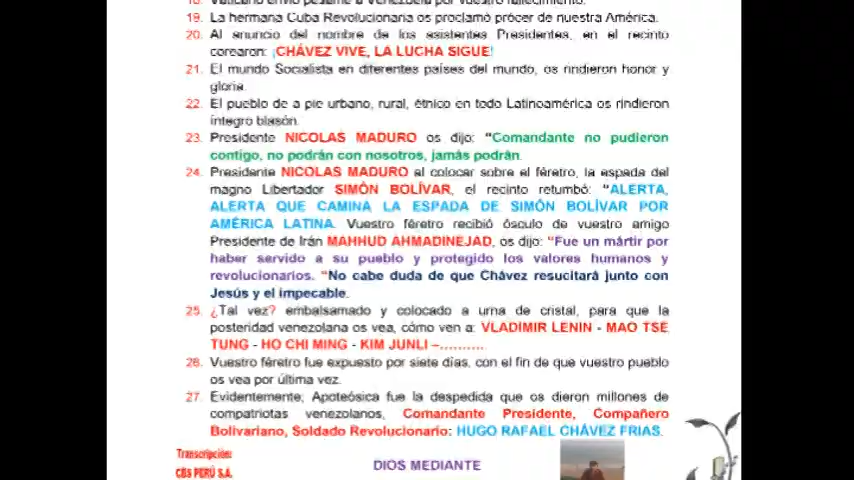 18. Vaticano envió pésame a Venezuela por vuestro fallecimiento.
19. La hermana Cuba Revolucionaria os proclamó prócer de nuestra América.
20. Al anuncio del nombre de los asistentes Presidentes, en el recinto
corearon: ¡CHÁVEZ VIVE, LA LUCHA SIGUE!
21. El mundo Socialista en diferentes países del mundo, os rindieron honor y
gloria.
22. El pueblo de a pie urbano, rural, étnico en todo Latinoamérica os rindieron
íntegro blasón.
23. Presidente NICOLAS MADURO os dijo: "Comandante no pudieron
contigo, no podrán con nosotros, jamás podrán.
24. Presidente NICOLAS MADURO al colocar sobre el féretro, la espada del
magno Libertador SIMÓN BOLÍVAR, el recinto retumbó: "ALERTA,
ALERTA QUE CAMINA LA ESPADA DE SIMÓN BOLÍVAR POR
AMÉRICA LATINA. Vuestro féretro recibió ósculo de vuestro amigo
Presidente de Irán MAHHUD AHMADINEJAD, os dijo: "Fue un mártir por
haber servido a su pueblo y protegido los valores humanos y
revolucionarios. "No cabe duda de que Chávez resucitará junto con
Jesús y el impecable.
25. ¿Tal vez? embalsamado y colocado a urna de cristal, para que la
posteridad venezolana os vea, cómo ven a: VLADIMIR LENIN - MAO TSE
TUNG - HO CHI MING - KIM JUNLI –..........
26. Vuestro féretro fue expuesto por siete días, con el fin de que vuestro pueblo
os vea por última vez.
27. Evidentemente; Apoteósica fue la despedida que os dieron millones de
compatriotas venezolanos, Comandante Presidente, Compañero
Bolivariano, Soldado Revolucionario: HUGO RAFAEL CHÁVEZ FRIAS.
Transcripción:
CBS PERÚ S.A.
DIOS MEDIANTE